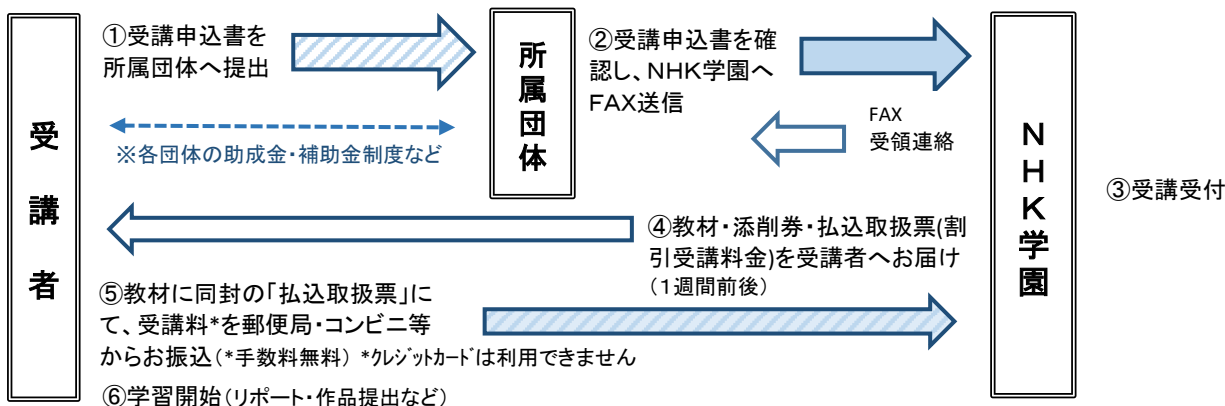 受講者
①受講申込書を
所属団体へ提出
※各団体の助成金・補助金制度など
所属団体
②受講申込書を確
認し、NHK学園へ
FAX送信
FAX
受領連絡
NHK学園
③受講受付
④教材・添削券・払込取扱票(割
引受講料金)を受講者へお届け
(1週間前後)
⑤教材に同封の「払込取扱票」に
て、受講料*を郵便局・コンビニ等
からお振込(*手数料無料) *ｸﾚｼﾞｯﾄｶｰﾄﾞは利用できません
⑥学習開始(リポート・作品提出など)